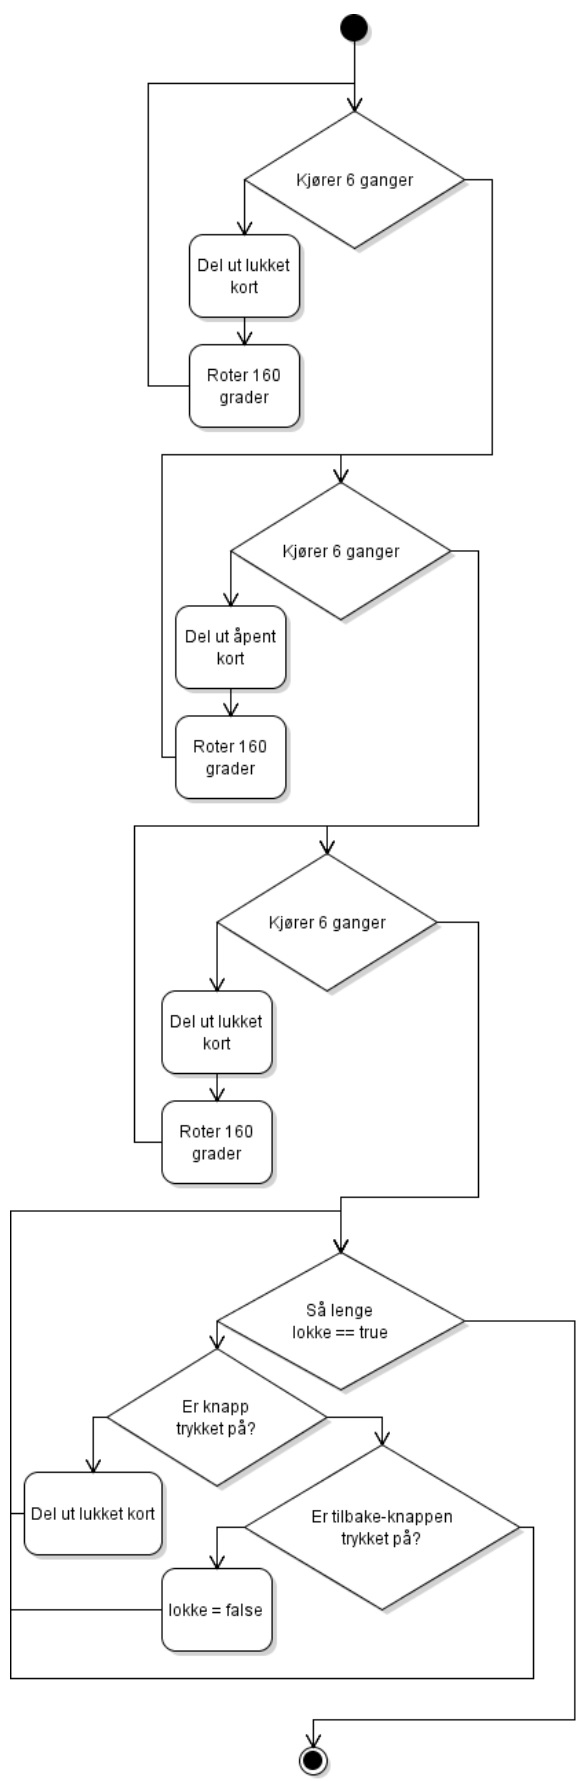 Kjører 6 ganger
Del ut lukket
kort
Roter 160
grader
Kjører 6 ganger
Del ut åpent
kort
Roter 160
grader
Kjører 6 ganger
Del ut lukket
kort
Roter 160
grader
Så lenge
lokke == true
Er knapp
trykket på?
Del ut lukket kort
Er tilbake-knappen
trykket på?
lokke = false